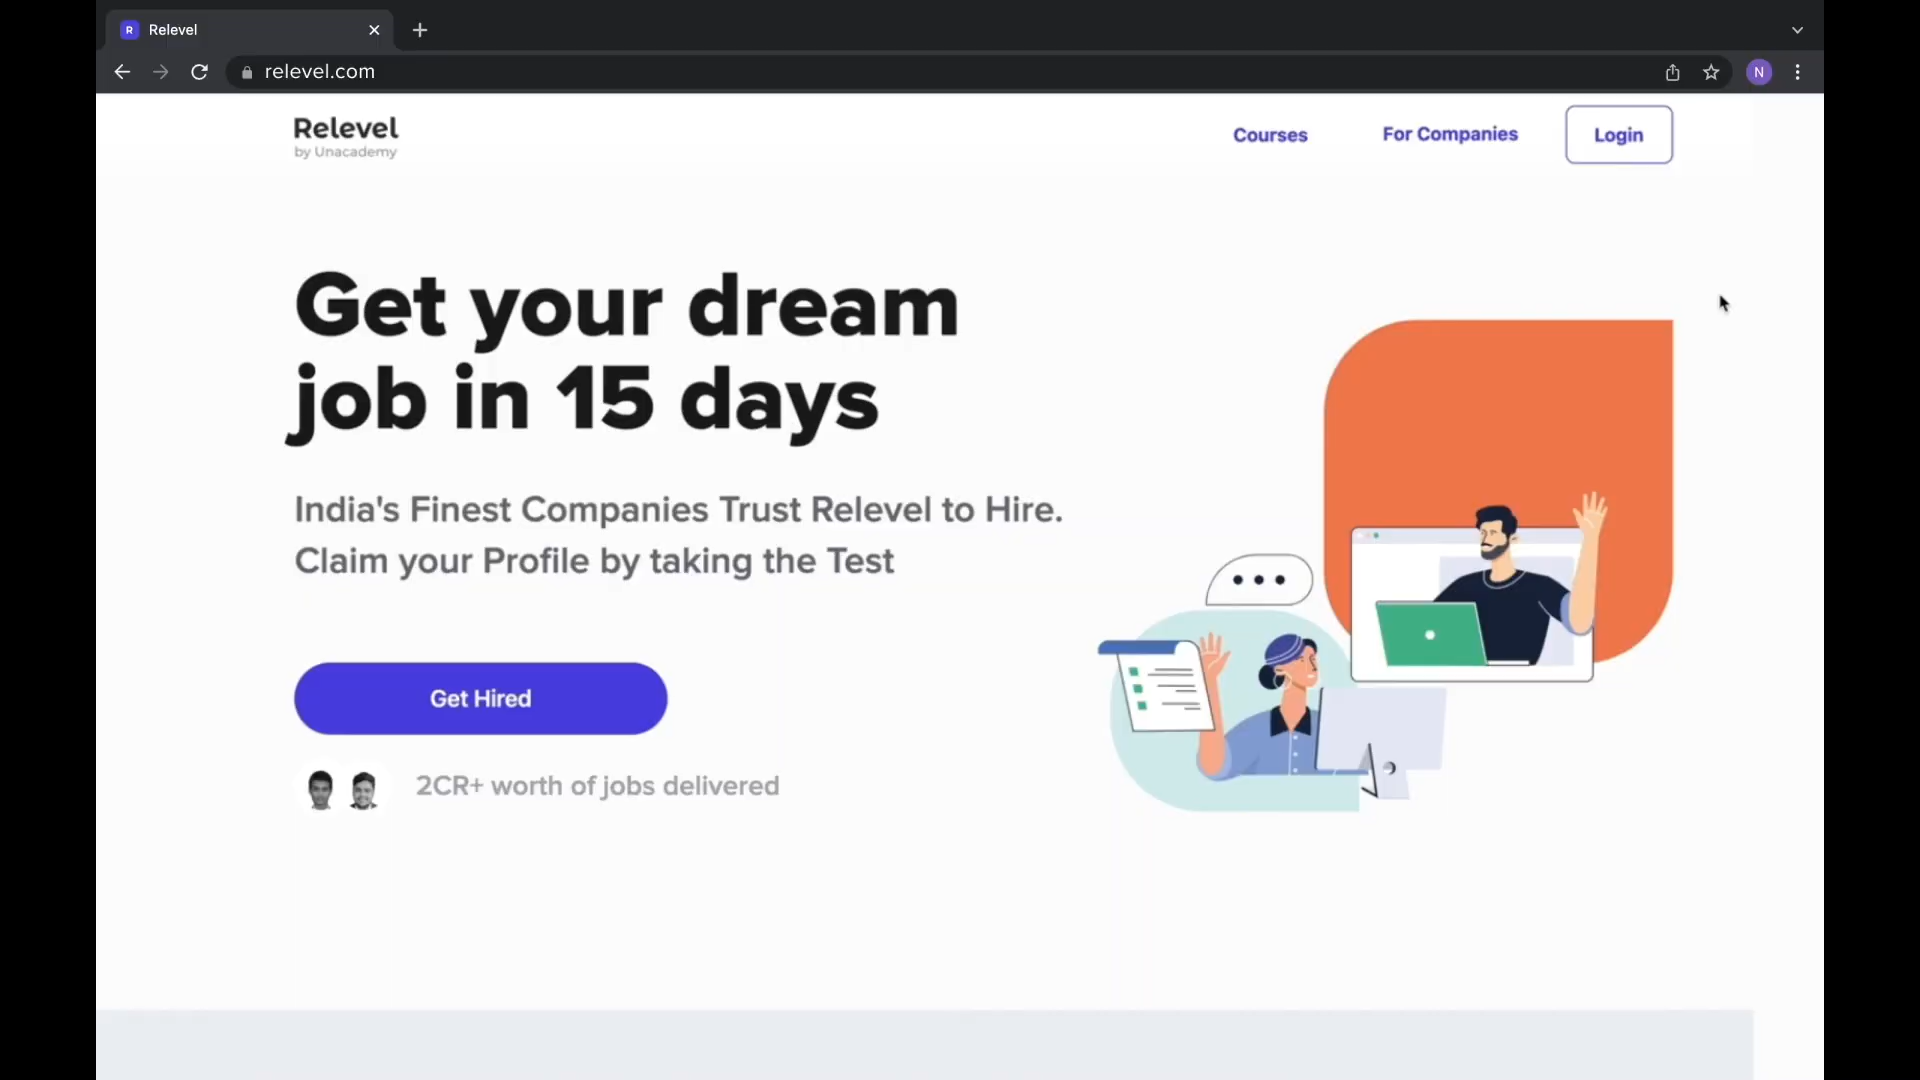 R Relevel
relevel.com
N
Relevel
by Unacademy
Courses
For Companies
Login
Get your dream
job in 15 days
India's Finest Companies Trust Relevel to Hire.
Claim your Profile by taking the Test
Get Hired
2CR+ worth of jobs delivered